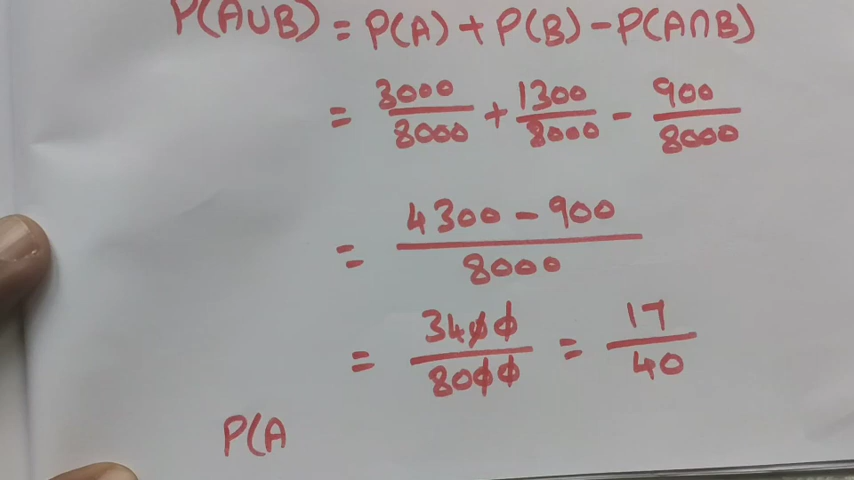 P(A∪B) = P(A) + P(B) - P(A∩B)
= 3000/8000 + 1300/8000 - 900/8000
= 4300 - 900/8000
= 3400/8000 = 17/40
P(A